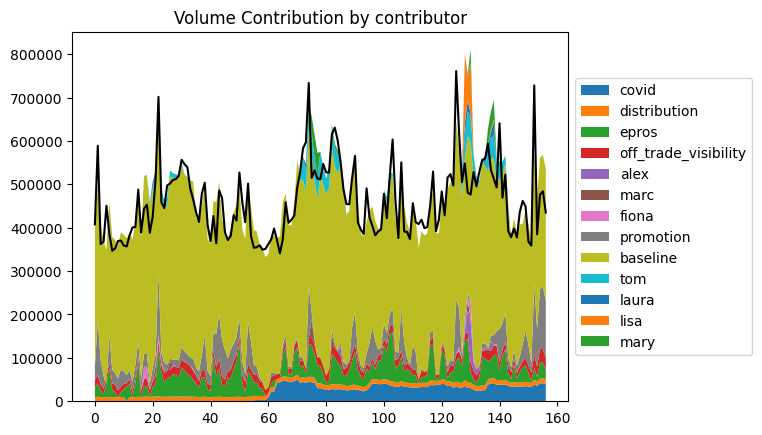 Volume Contribution by contributor
800000
700000
600000
500000
400000
300000
200000
100000
0
0 20 40 60 80 100 120 140 160
covid
distribution
epros
off_trade_visibility
alex
marc
fiona
promotion
baseline
tom
laura
lisa
mary